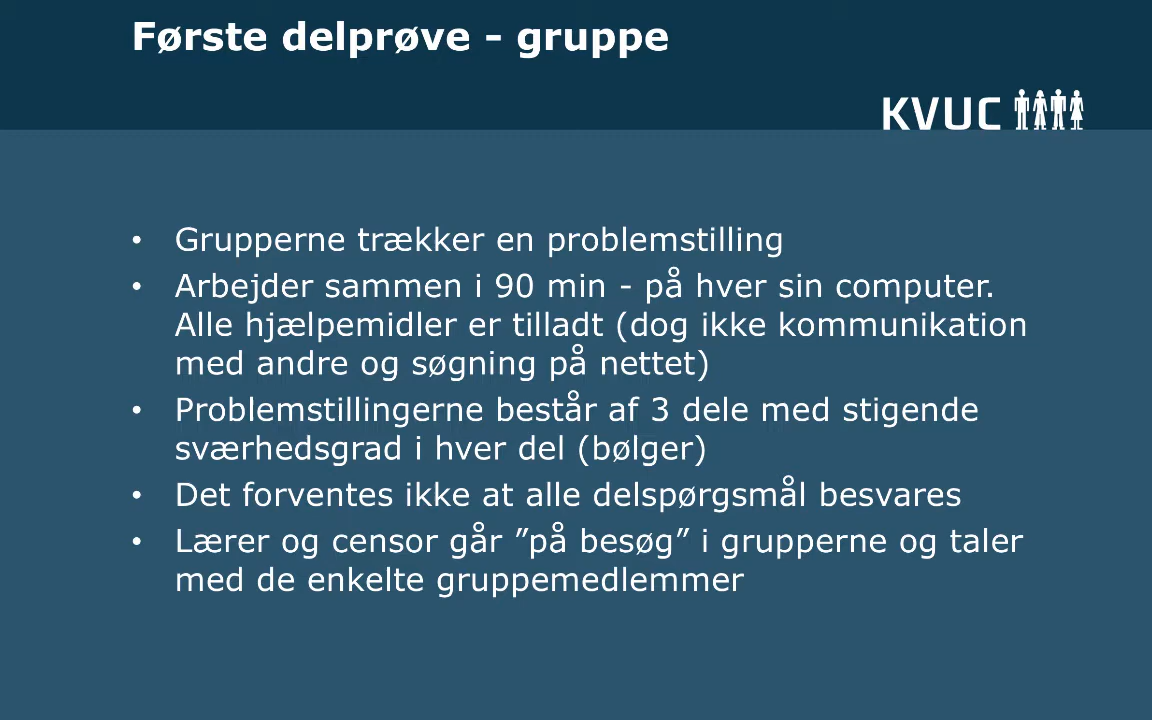 Første delprøve - gruppe
KVUC
• Grupperne trækker en problemstilling
• Arbejder sammen i 90 min - på hver sin computer.
Alle hjælpemidler er tilladt (dog ikke kommunikation
med andre og søgning på nettet)
• Problemstillingerne består af 3 dele med stigende
sværhedsgrad i hver del (bølger)
• Det forventes ikke at alle delspørgsmål besvares
• Lærer og censor går ”på besøg” i grupperne og taler
med de enkelte gruppemedlemmer